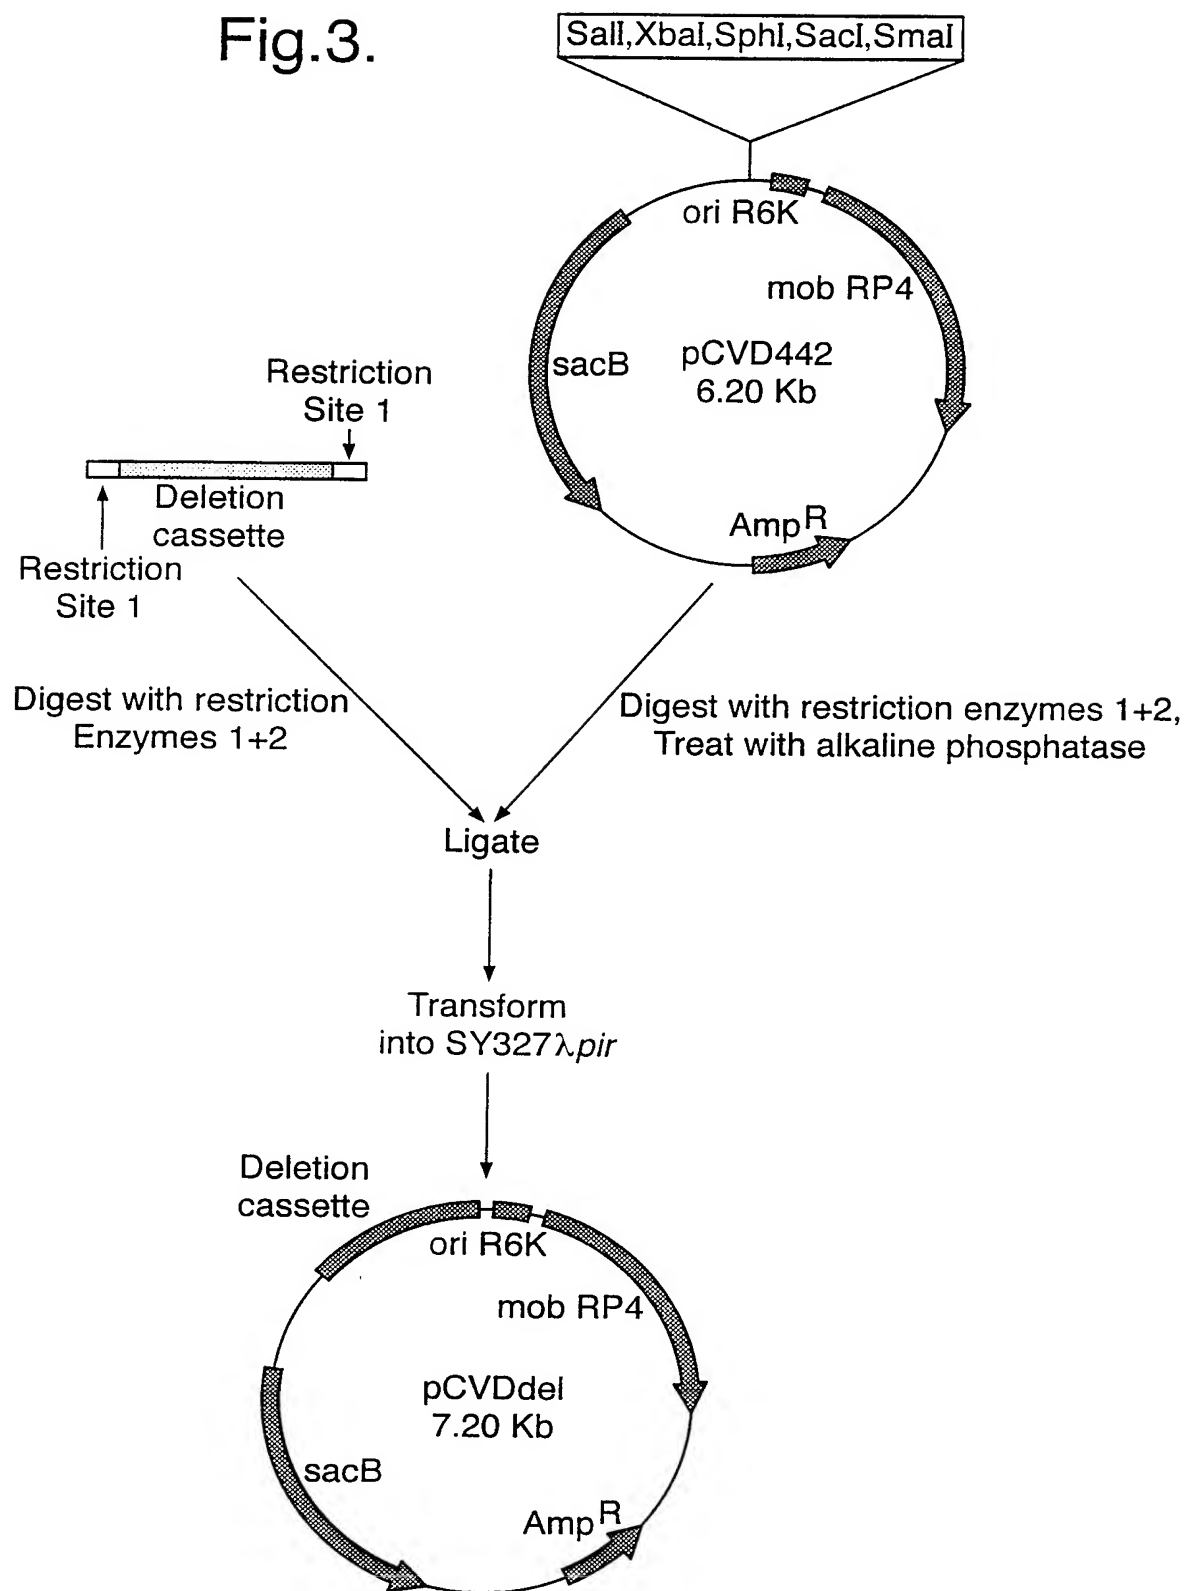 Fig.3.
SalI,XbaI,SphI,SacI,SmaI
ori R6K
mob RP4
sacB
pCVD442
6.20 Kb
Amp R
Restriction
Site 1
Deletion
cassette
Restriction
Site 1
Digest with restriction
Enzymes 1+2
Digest with restriction enzymes 1+2,
Treat with alkaline phosphatase
Ligate
Transform
into SY327λpir
Deletion
cassette
ori R6K
mob RP4
pCVDdel
7.20 Kb
sacB
Amp R